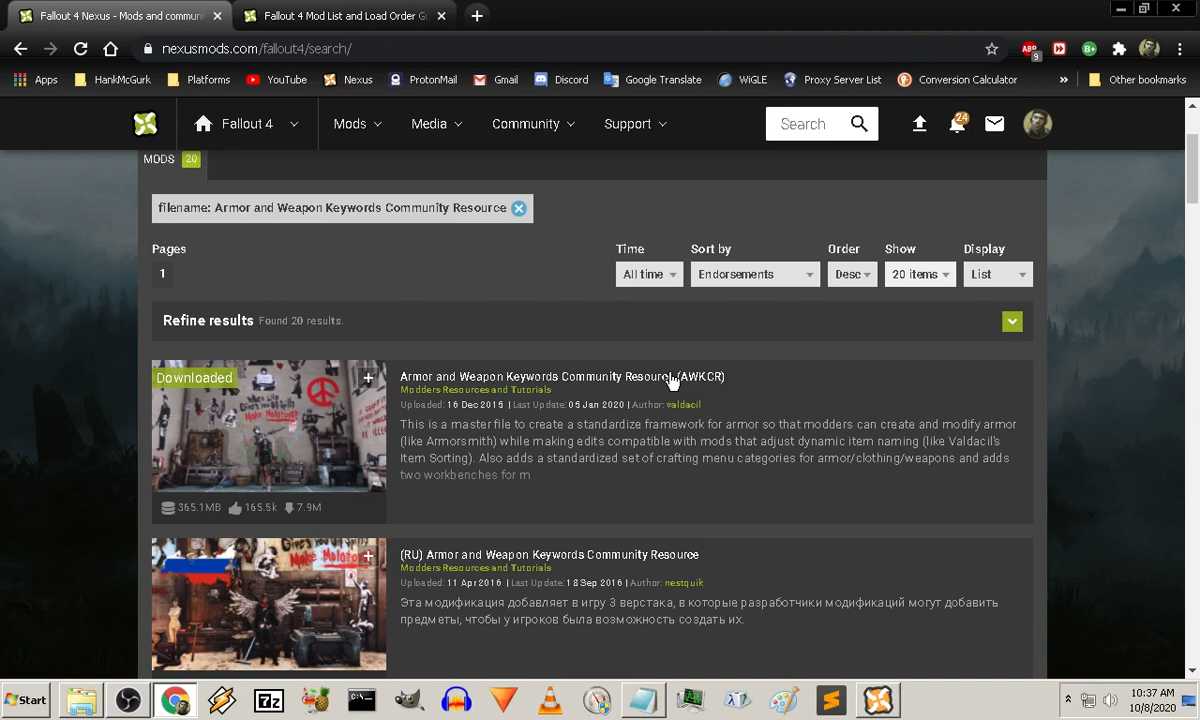 Fallout 4 Nexus - Mods and commun
Fallout 4 Mod List and Load Order Gu
nexusmods.com/fallout4/search/
ABP
9
B+
Apps
HankMcGurk
Platforms
YouTube
Nexus
ProtonMail
Gmail
Discord
Google Translate
WiGLE
Proxy Server List
Conversion Calculator
»
Other bookmarks
Fallout 4
Mods
Media
Community
Support
Search
24
MODS 20
filename: Armor and Weapon Keywords Community Resource
Pages
Time
Sort by
Order
Show
Display
1
All time
Endorsements
Desc
20 items
List
Refine results Found 20 results.
Downloaded
Armor and Weapon Keywords Community Resource (AWKCR)
Modders Resources and Tutorials
Uploaded: 16 Dec 2015 | Last Update: 05 Jan 2020 | Author: valdacil
This is a master file to create a standardize framework for armor so that modders can create and modify armor
(like Armorsmith) while making edits compatible with mods that adjust dynamic item naming (like Valdacil's
Item Sorting). Also adds a standardized set of crafting menu categories for armor/clothing/weapons and adds
two workbenches for m
365.1MB 165.5k 7.9M
(RU) Armor and Weapon Keywords Community Resource
Modders Resources and Tutorials
Uploaded: 11 Apr 2016 | Last Update: 18 Sep 2016 | Author: nestquik
Эта модификация добавляет в игру 3 верстака, в которые разработчики модификаций могут добавить
предметы, чтобы у игроков была возможность создать их.
Start
7z
10:37 AM
10/8/2020